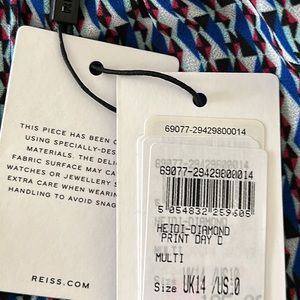 THIS PIECE HAS BEEN
USING SPECIALLY-DES
MATERIALS. THE DELI
FABRIC SURFACE MAY CA
WATCHES OR JEWELLERY
EXTRA CARE WHEN WEARIN
HANDLING TO AVOID SNAG
REISS.COM
69077-29429800014
69077-29429800014
5 054832 259605
HEIDI-DIAMOND
PRINT DAY D
MULTI
Size UK14 /US10